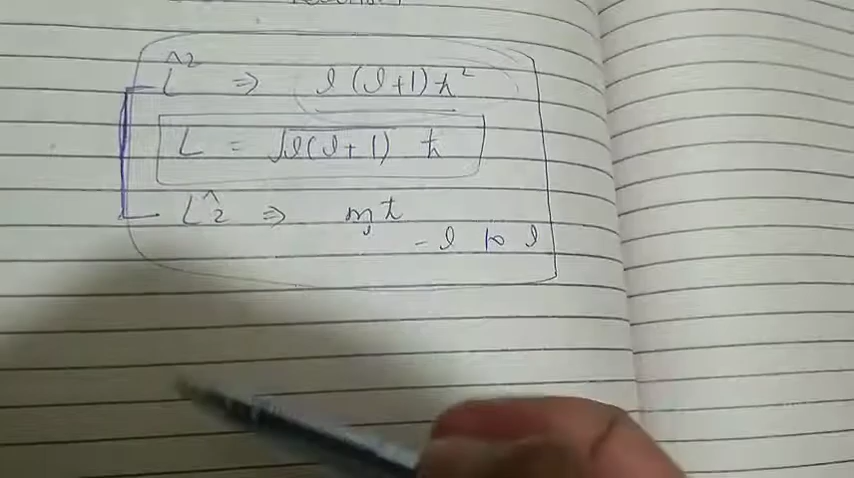 L̂² ⇒ l(l+1)ħ²
L = √l(l+1) ħ
L̂z ⇒ mₗħ
-l to l